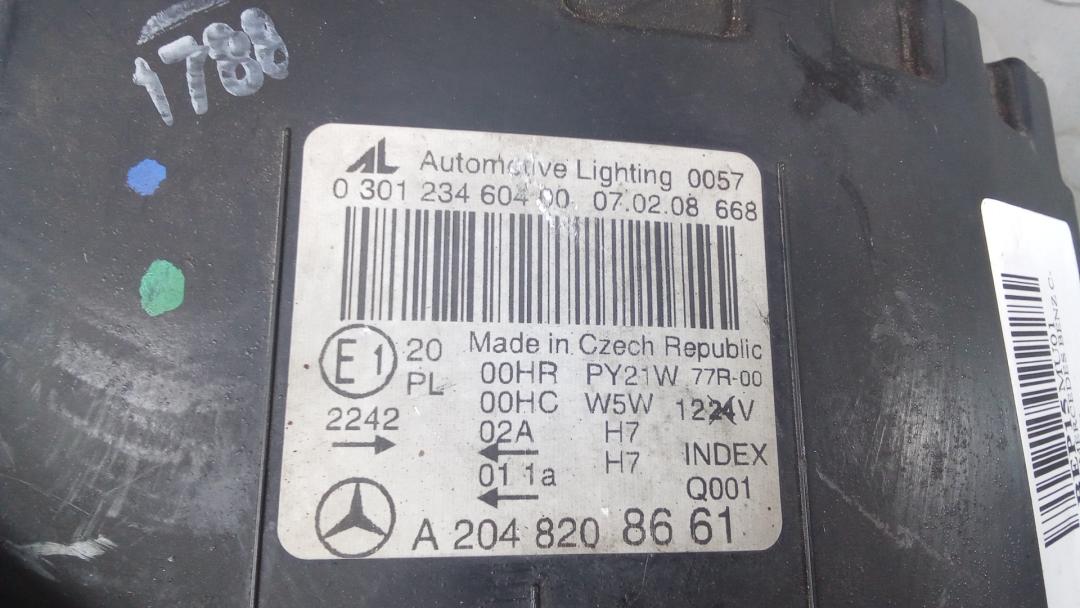 1788
AL Automotive Lighting 0057
0 301 234 604 00 07.02.08 668
E1 20 PL
2242
Made in Czech Republic
00HR PY21W 77R-00
00HC W5W 1224V
02A H7
01 1a H7
INDEX
Q001
A 204 820 86 61
MERCEDES BENZ C-